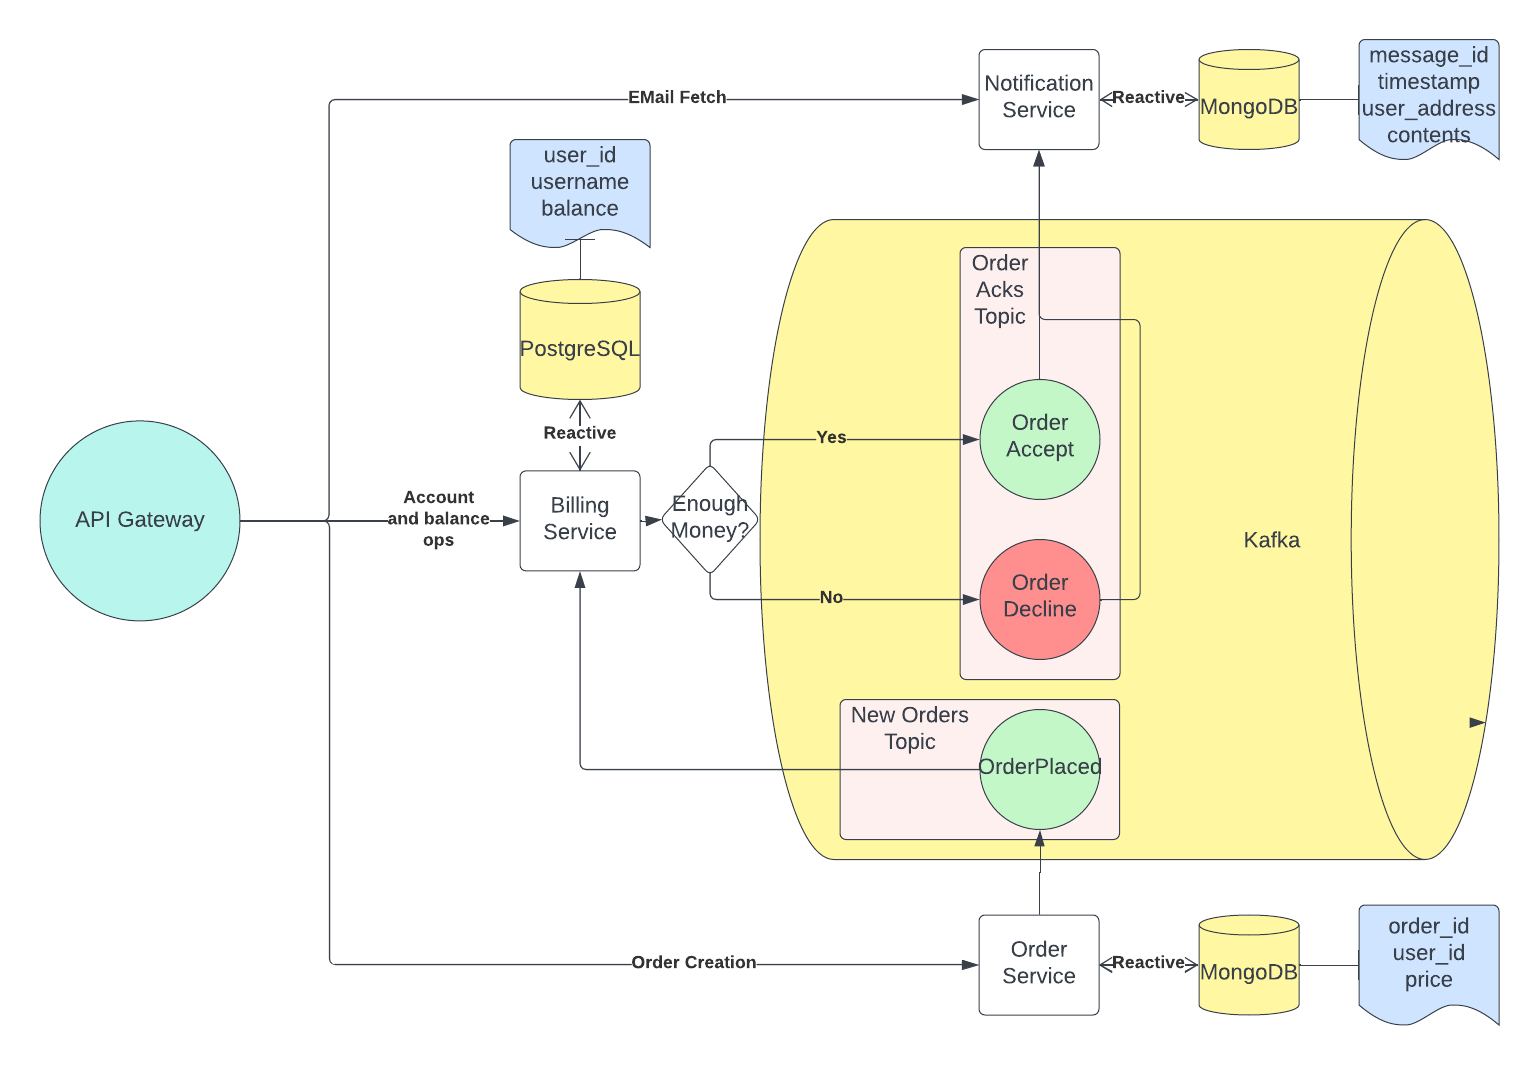 Notification
Service
Reactive
MongoDB
message_id
timestamp
user_address
contents
EMail Fetch
user_id
username
balance
PostgreSQL
Reactive
Order
Acks
Topic
API Gateway
Account
and balance
ops
Billing
Service
Enough
Money?
Yes
Order
Accept
No
Order
Decline
Kafka
New Orders
Topic
OrderPlaced
Order Creation
Order
Service
Reactive
MongoDB
order_id
user_id
price